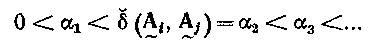 0 < α₁ < δ̆ (A̰ᵢ, A̰ⱼ) = α₂ < α₃ <...